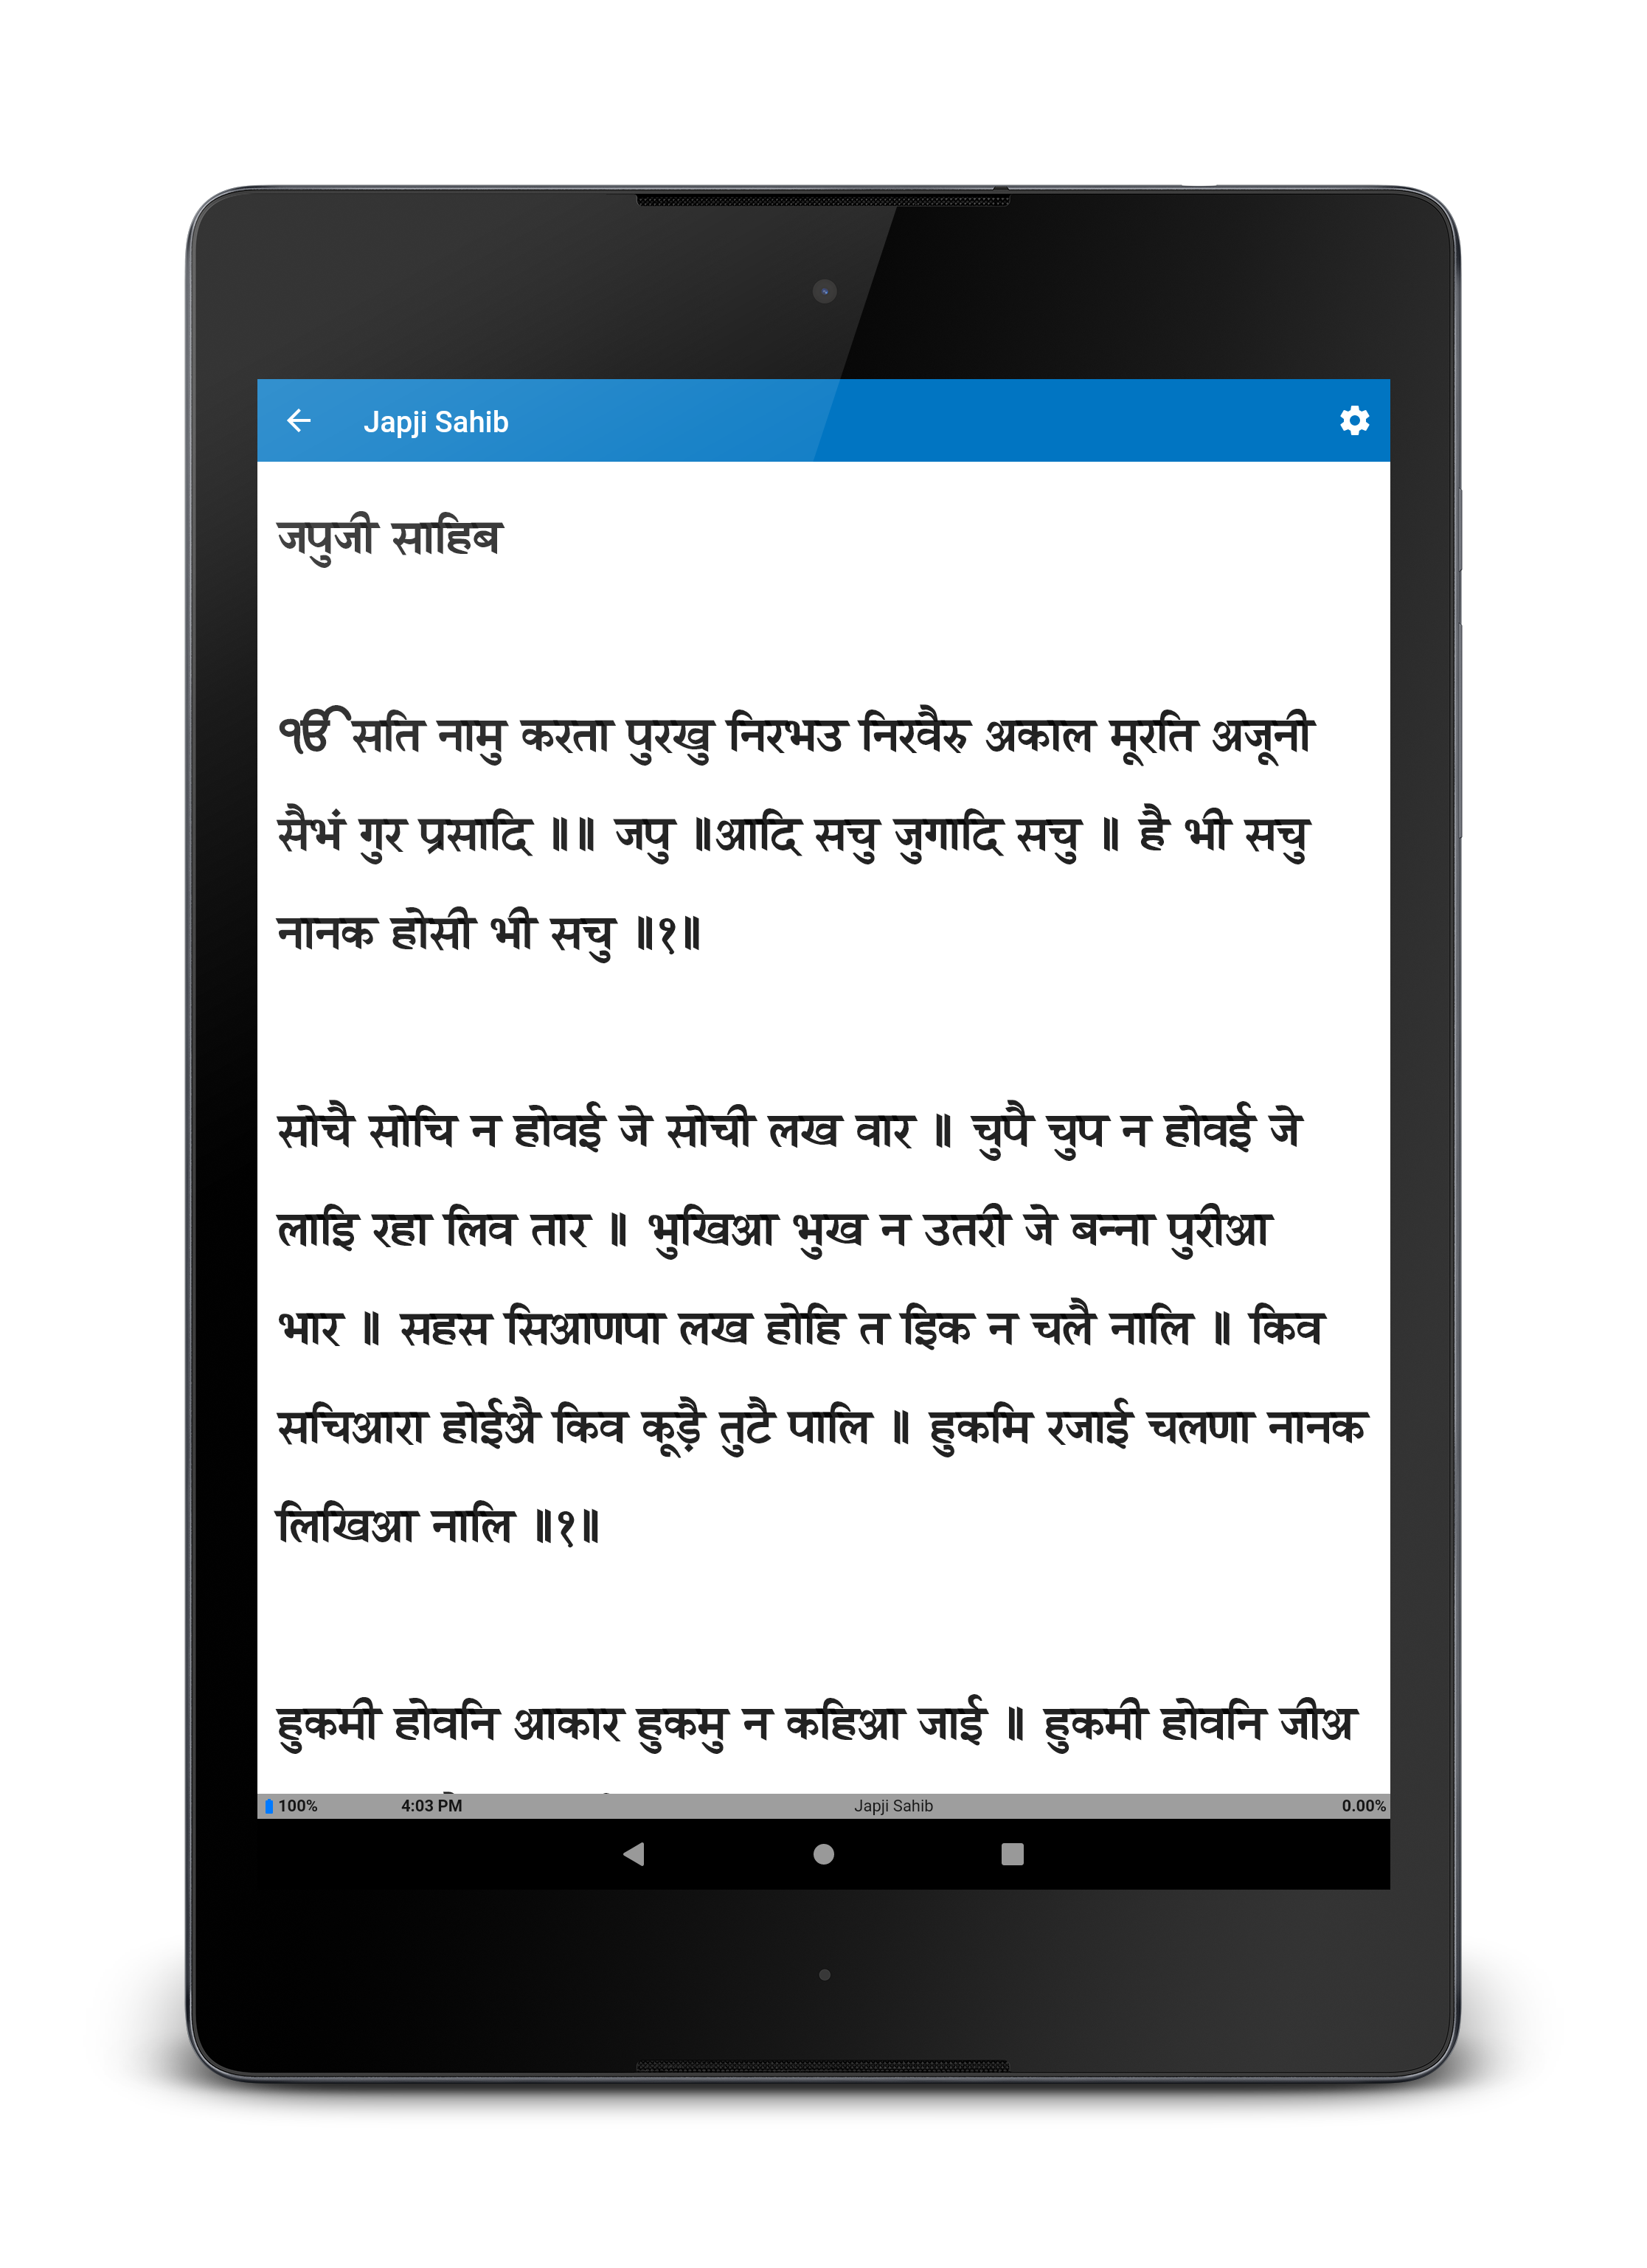 Japji Sahib
जपुजी साहिब
ੴ सति नामु करता पुरखु निरभउ निरवैरु अकाल मूरति अजूनी
सैभं गुर प्रसादि ॥॥ जपु ॥आदि सचु जुगादि सचु ॥ है भी सचु
नानक होसी भी सचु ॥१॥
सोचै सोचि न होवई जे सोची लख वार ॥ चुपै चुप न होवई जे
लाइि रहा लिव तार ॥ भुखिआ भुख न उतरी जे बन्ना पुरीआ
भार ॥ सहस सिआणपा लख होहि त इिक न चलै नालि ॥ किव
सचिआरा होईअै किव कूड़ै तुटै पालि ॥ हुकमि रजाई चलणा नानक
लिखिआ नालि ॥१॥
हुकमी होवनि आकार हुकमु न कहिआ जाई ॥ हुकमी होवनि जीअ
100% 4:03 PM Japji Sahib 0.00%